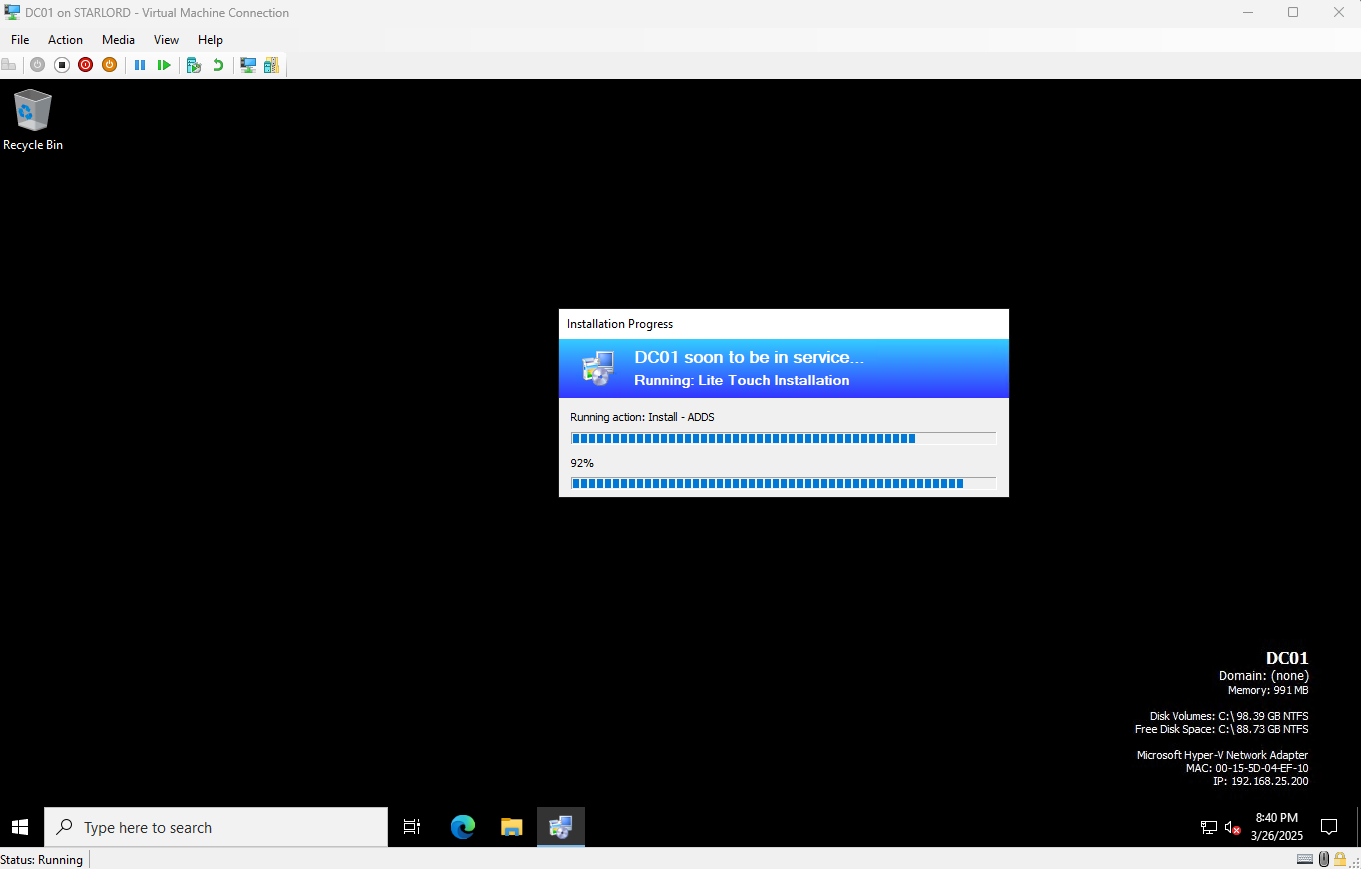 DC01 on STARLORD - Virtual Machine Connection
File Action Media View Help
Recycle Bin
Installation Progress
DC01 soon to be in service...
Running: Lite Touch Installation
Running action: Install - ADDS
92%
DC01
Domain: (none)
Memory: 991 MB
Disk Volumes: C:\ 98.39 GB NTFS
Free Disk Space: C:\ 88.73 GB NTFS
Microsoft Hyper-V Network Adapter
MAC: 00-15-5D-04-EF-10
IP: 192.168.25.200
Type here to search
8:40 PM
3/26/2025
Status: Running